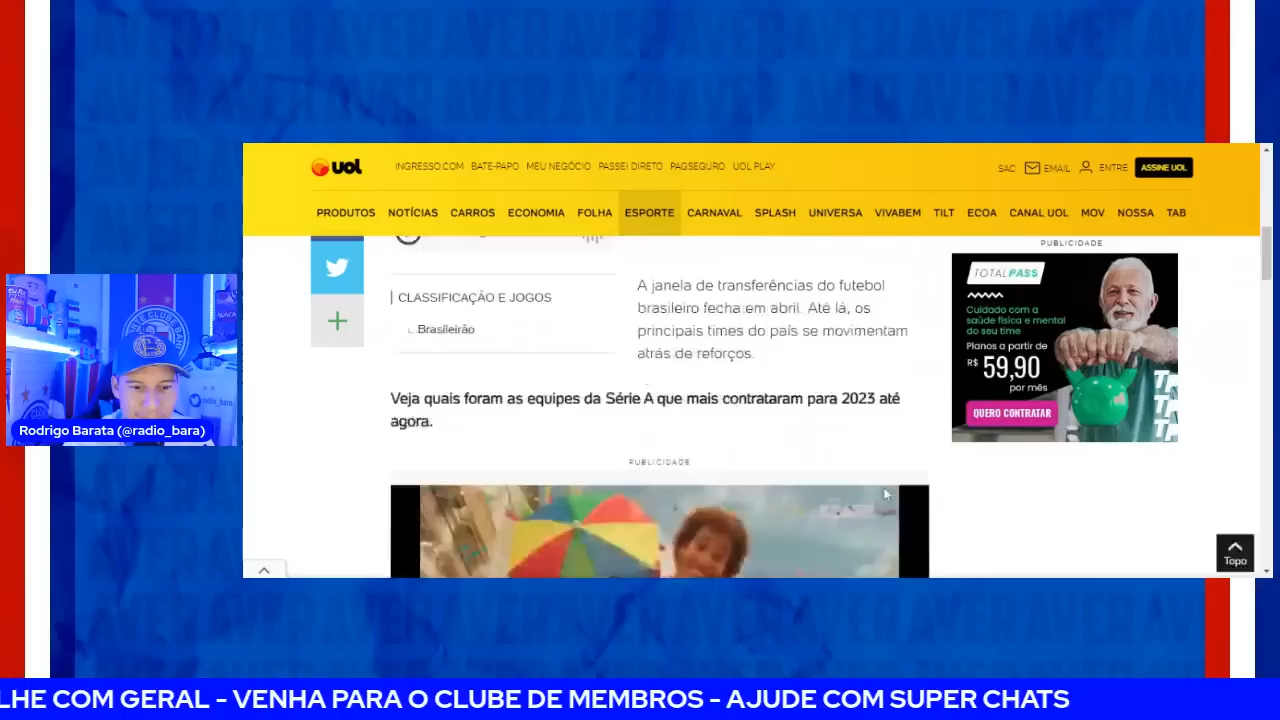 uol
INGRESSO.COM BATE-PAPO MEU NEGÓCIO PASSEI DIRETO PAGSEGURO UOL PLAY
SAC EMAIL ENTRE ASSINE UOL
PRODUTOS NOTÍCIAS CARROS ECONOMIA FOLHA ESPORTE CARNAVAL SPLASH UNIVERSA VIVABEM TILT ECOA CANAL UOL MOV NOSSA TAB
CLASSIFICAÇÃO E JOGOS
Brasileirão
A janela de transferências do futebol
brasileiro fecha em abril. Até lá, os
principais times do país se movimentam
atrás de reforços.
Veja quais foram as equipes da Série A que mais contrataram para 2023 até
agora.
PUBLICIDADE
PUBLICIDADE
TOTALPASS
Cuidado com a
saúde física e mental
do seu time
Planos a partir de
R$ 59,90
por mês
QUERO CONTRATAR
Topo
radio_bara
Rodrigo Barata (@radio_bara)
LHE COM GERAL - VENHA PARA O CLUBE DE MEMBROS - AJUDE COM SUPER CHATS